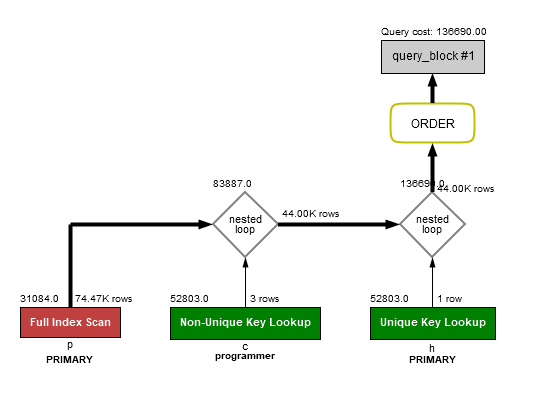 Query cost: 136690.00
query_block #1
ORDER
83887.0
136690.0
44.00K rows
nested
loop
44.00K rows
nested
loop
31084.0
74.47K rows
52803.0
3 rows
52803.0
1 row
Full Index Scan
Non-Unique Key Lookup
Unique Key Lookup
p
c
h
PRIMARY
programmer
PRIMARY